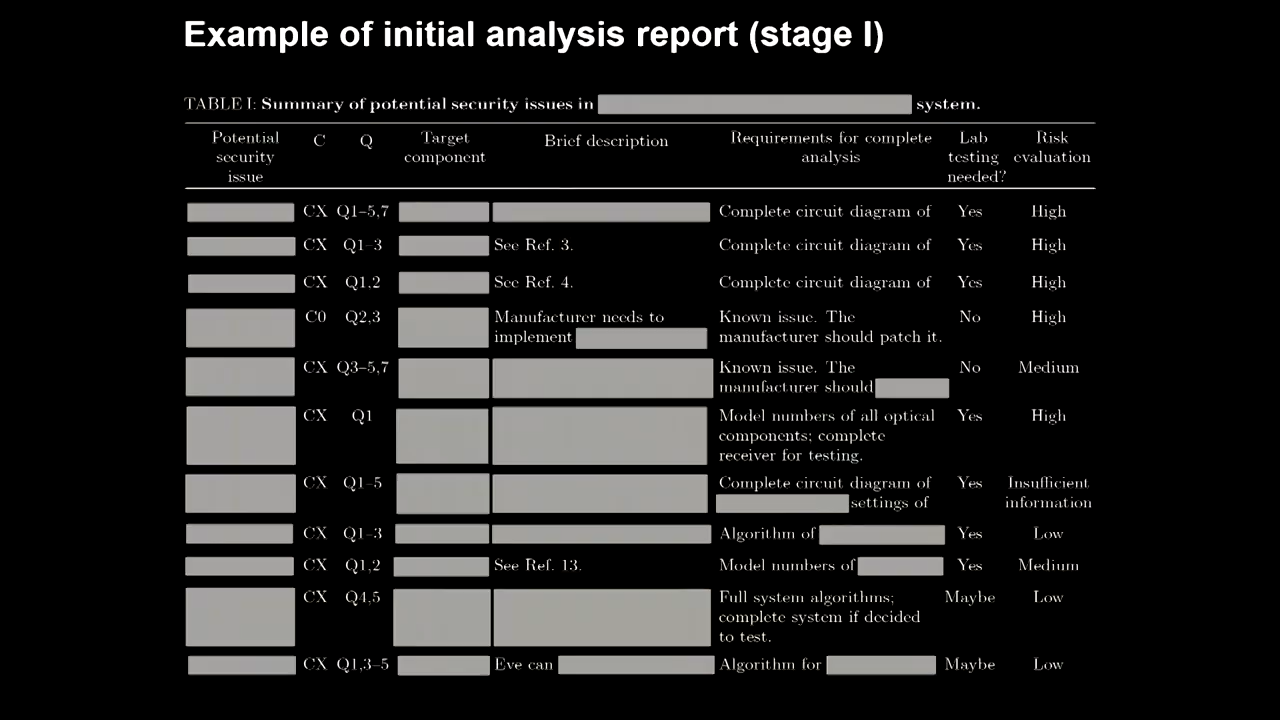 Example of initial analysis report (stage I)
TABLE I: Summary of potential security issues in system.
Potential security issue C Q Target component Brief description Requirements for complete analysis Lab testing needed? Risk evaluation
CX Q1–5,7 Complete circuit diagram of Yes High
CX Q1–3 See Ref. 3. Complete circuit diagram of Yes High
CX Q1,2 See Ref. 4. Complete circuit diagram of Yes High
C0 Q2,3 Manufacturer needs to Known issue. The No High
implement manufacturer should patch it.
CX Q3–5,7 Known issue. The No Medium
manufacturer should
CX Q1 Model numbers of all optical Yes High
components; complete
receiver for testing.
CX Q1–5 Complete circuit diagram of Yes Insufficient
settings of information
CX Q1–3 Algorithm of Yes Low
CX Q1,2 See Ref. 13. Model numbers of Yes Medium
CX Q4,5 Full system algorithms; Maybe Low
complete system if decided
to test.
CX Q1,3–5 Eve can Algorithm for Maybe Low